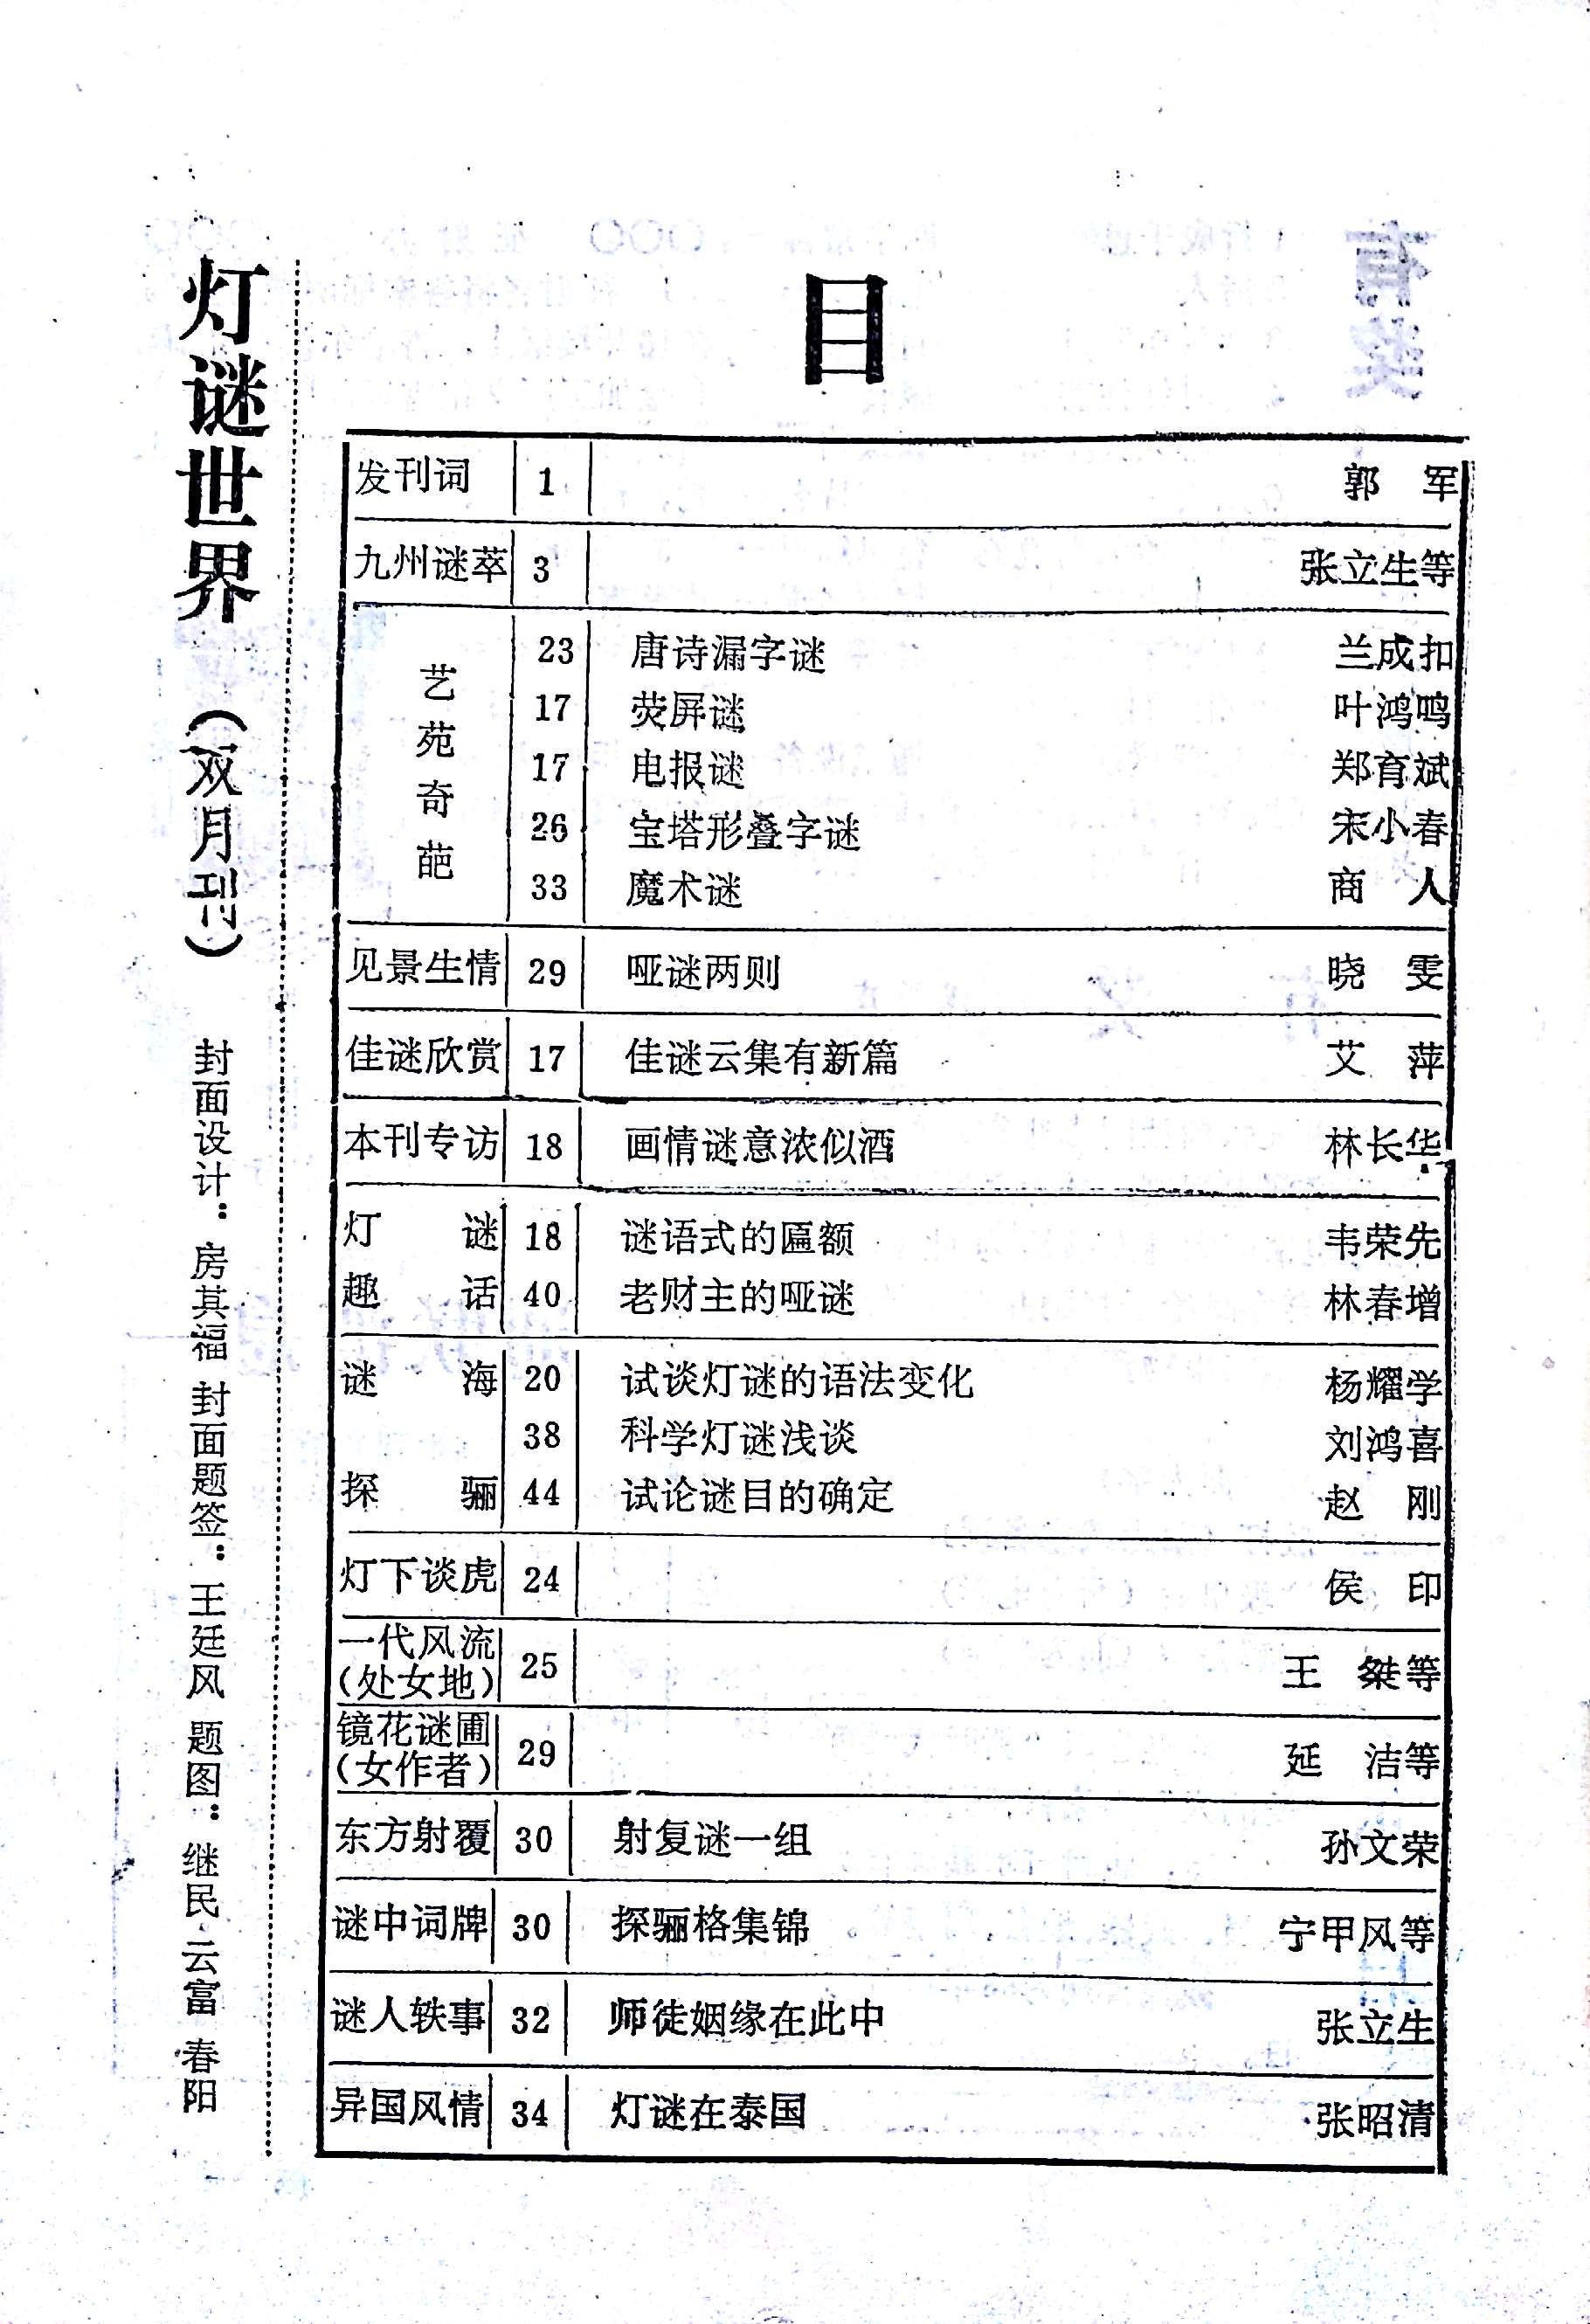 灯谜世界（双月刊） 封面设计：房其福 封面题签：王廷风 题图：继民 云富 春阳
目
发刊词 1 郭 军
九州谜萃 3 张立生等
艺苑奇葩
23 唐诗漏字谜 兰成扣
17 荧屏谜 叶鸿鸣
17 电报谜 郑育斌
26 宝塔形叠字谜 宋小春
33 魔术谜 商 人
见景生情 29 哑谜两则 晓 雯
佳谜欣赏 17 佳谜云集有新篇 艾 萍
本刊专访 18 画情谜意浓似酒 林长华
灯 谜 18 谜语式的匾额 韦荣先
趣 话 40 老财主的哑谜 林春增
谜 海 20 试谈灯谜的语法变化 杨耀学
38 科学灯谜浅谈 刘鸿喜
探 骊 44 试论谜目的确定 赵 刚
灯下谈虎 24 侯 印
一代风流
(处女地) 25 王 桀等
镜花谜圃
(女作者) 29 延 洁等
东方射覆 30 射复谜一组 孙文荣
谜中词牌 30 探骊格集锦 宁甲风等
谜人轶事 32 师徒姻缘在此中 张立生
异国风情 34 灯谜在泰国 张昭清